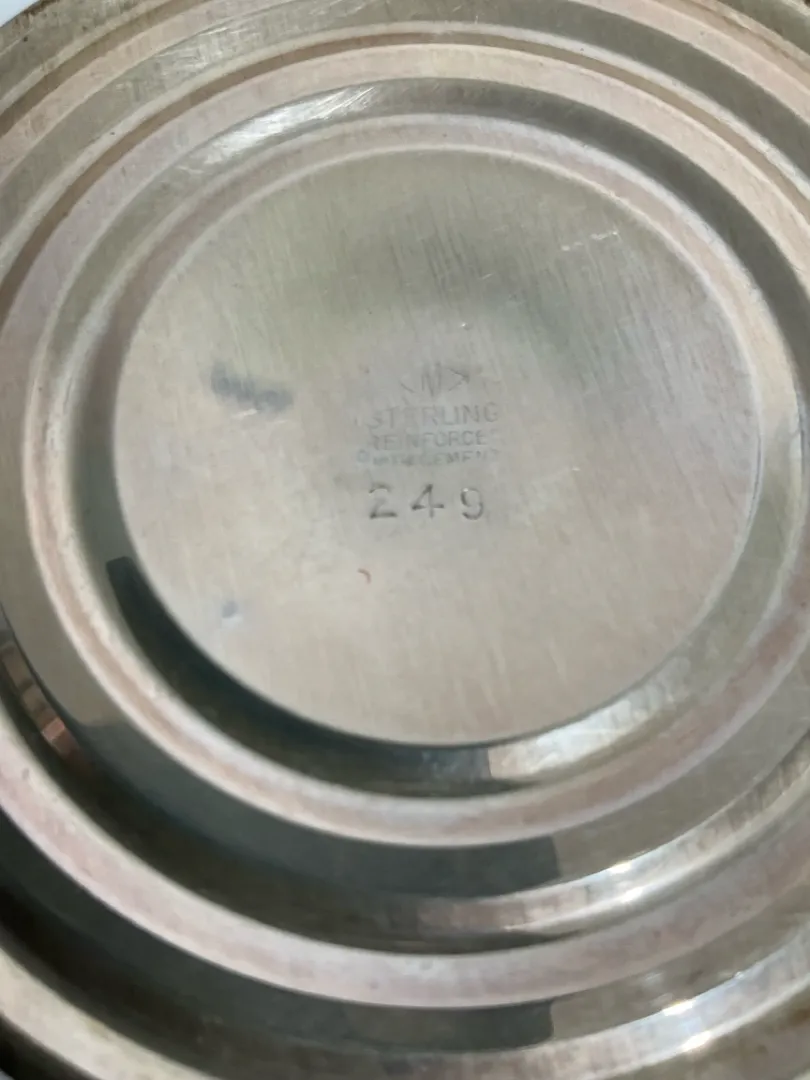 <N>
STERLING
REINFORCED
249